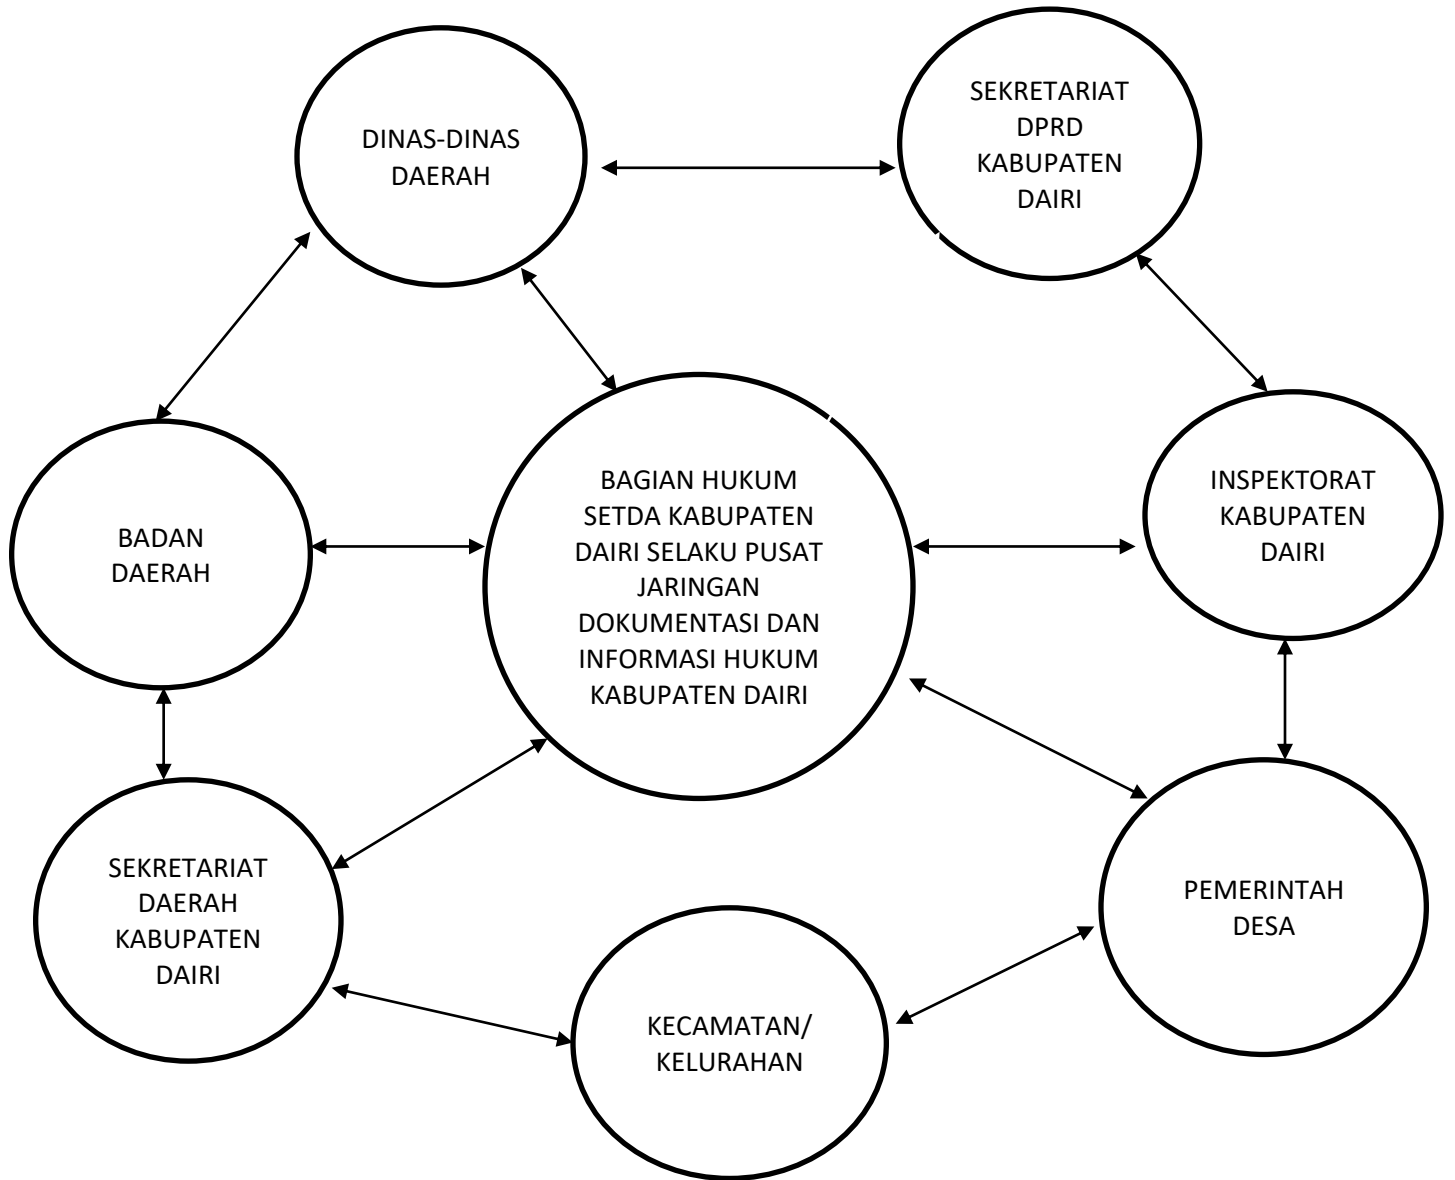 DINAS-DINAS
DAERAH
SEKRETARIAT
DPRD
KABUPATEN
DAIRI
BADAN
DAERAH
BAGIAN HUKUM
SETDA KABUPATEN
DAIRI SELAKU PUSAT
JARINGAN
DOKUMENTASI DAN
INFORMASI HUKUM
KABUPATEN DAIRI
INSPEKTORAT
KABUPATEN
DAIRI
SEKRETARIAT
DAERAH
KABUPATEN
DAIRI
KECAMATAN/
KELURAHAN
PEMERINTAH
DESA